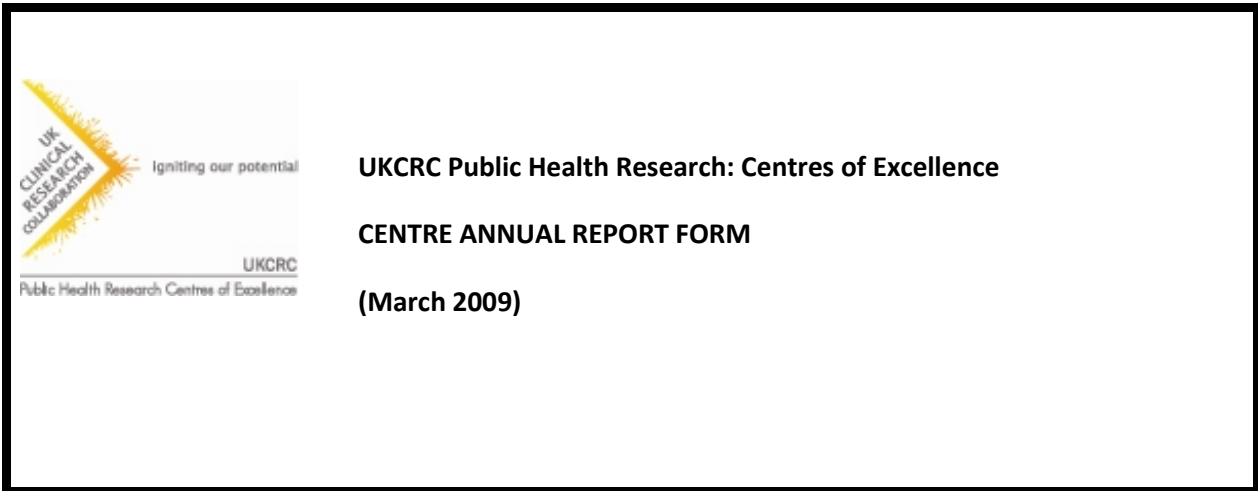 UK
CLINICAL
RESEARCH
COLLABORATION
igniting our potential
UKCRC
Public Health Research Centres of Excellence
UKCRC Public Health Research: Centres of Excellence
CENTRE ANNUAL REPORT FORM
(March 2009)